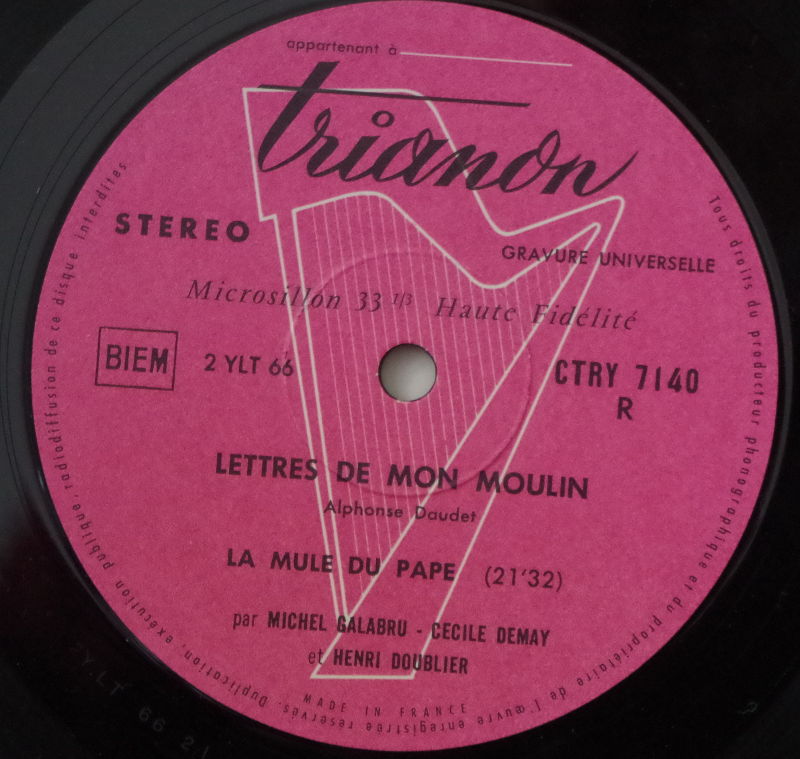 appartenant à
trianon
STEREO
GRAVURE UNIVERSELLE
Microsillon 33 1/3 Haute Fidélité
BIEM
2 YLT 66
CTRY 7140
R
LETTRES DE MON MOULIN
Alphonse Daudet
LA MULE DU PAPE (21'32)
par MICHEL GALABRU - CECILE DEMAY
et HENRI DOUBLIER
MADE IN FRANCE
Tous droits du producteur phonographique et du propriétaire de l'œuvre enregistrée réservés. Duplication, exécution publique, radiodiffusion de ce disque interdites
YLT 66 21